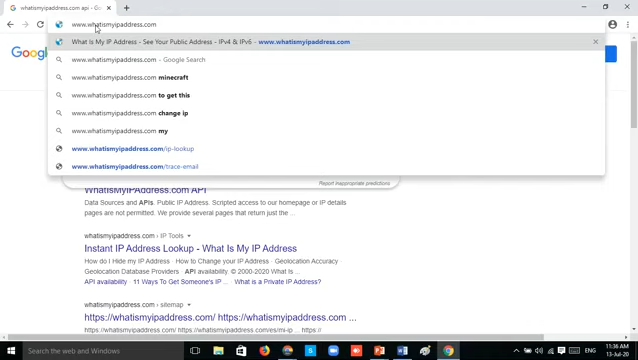 www.whatismyipaddress.com api -
www.whatismyipaddress.com
What Is My IP Address - See Your Public Address - IPv4 & IPv6 - www.whatismyipaddress.com
www.whatismyipaddress.com - Google Search
www.whatismyipaddress.com minecraft
www.whatismyipaddress.com to get this
www.whatismyipaddress.com change ip
www.whatismyipaddress.com my
www.whatismyipaddress.com/ip-lookup
www.whatismyipaddress.com/trace-email
Report inappropriate predictions
WhatIsMyIPAddress.com API
Data Sources and APIs. Public IP Address. Scripted access to our homepage or IP details
pages are not permitted. We provide several pages that return just the ...
whatismyipaddress.com › IP Tools
Instant IP Address Lookup - What Is My IP Address
How do I Hide my IP Address · How to Change your IP Address · Geolocation Accuracy ·
Geolocation Database Providers · API availability. © 2000-2020 What Is ...
API availability · 11 Ways To Get Someone's IP ... · What is a Private IP Address?
whatismyipaddress.com › sitemap
https://whatismyipaddress.com/ https://whatismyipaddress.com ...
https://whatismyipaddress.com/ https://whatismyipaddress.com/es/mi-ip ... https://
Search the web and Windows
11:36 AM
13-Jul-20